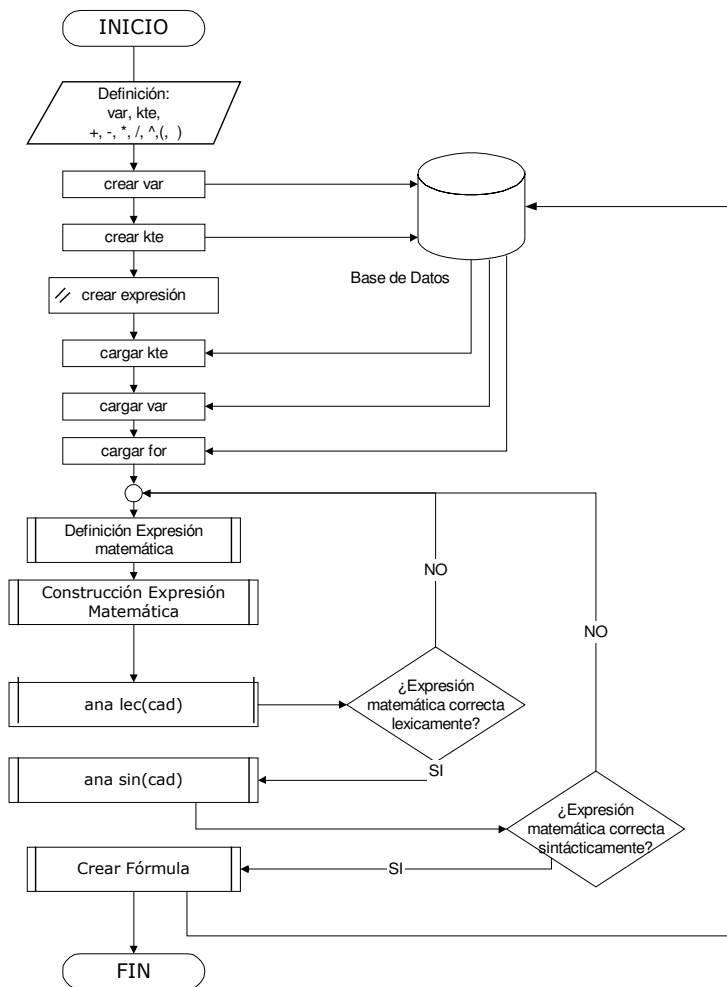 INICIO
Definición:
var, kte,
+, -, *, /, ^,(, )
crear var
crear kte
Base de Datos
// crear expresión
cargar kte
cargar var
cargar for
Definición Expresión
matemática
NO
Construcción Expresión
Matemática
NO
¿Expresión
matemática correcta
lexicamente?
ana lec(cad)
SI
ana sin(cad)
¿Expresión
matemática correcta
sintácticamente?
Crear Fórmula
SI
FIN